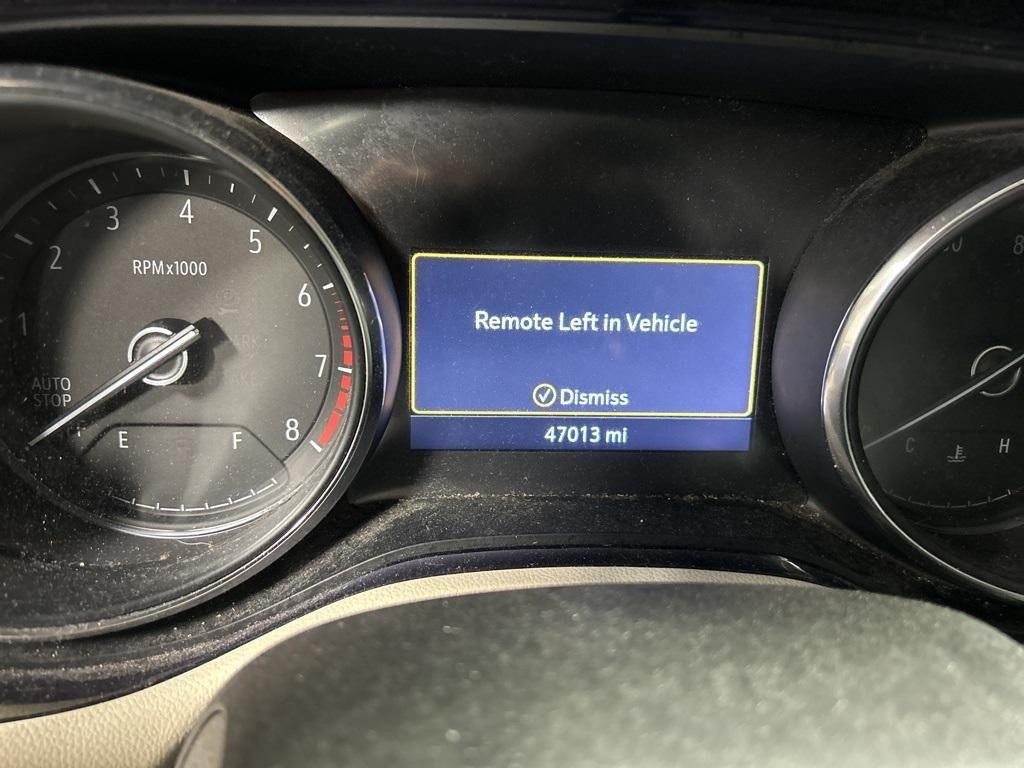 1
2
3
4
5
6
7
8
RPMx1000
AUTO
STOP
E F
Remote Left in Vehicle
Dismiss
47013 mi
C H